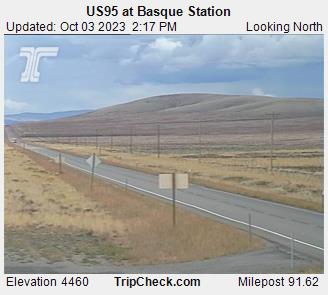 US95 at Basque Station
Updated: Oct 03 2023  2:17 PM Looking North
Elevation 4460 TripCheck.com Milepost 91.62